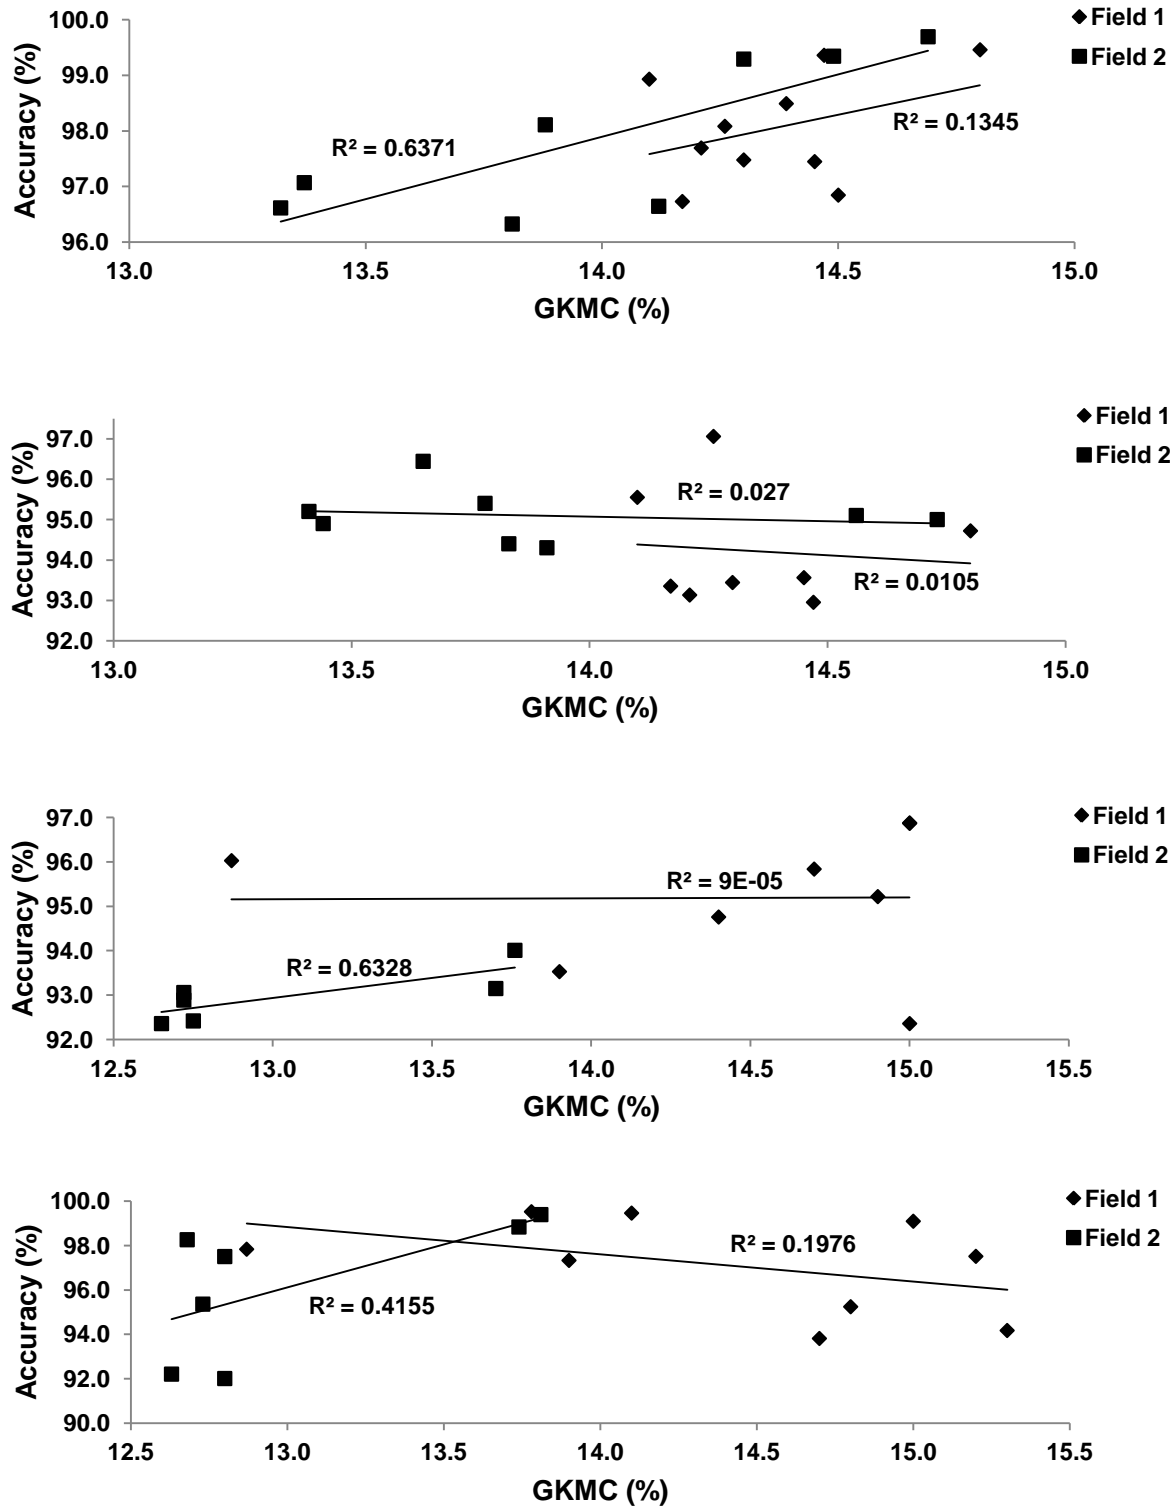 100.0
99.0
98.0
97.0
96.0
Accuracy (%)
13.0 13.5 14.0 14.5 15.0
GKMC (%)
R² = 0.6371
R² = 0.1345
Field 1
Field 2
97.0
96.0
95.0
94.0
93.0
92.0
Accuracy (%)
13.0 13.5 14.0 14.5 15.0
GKMC (%)
R² = 0.027
R² = 0.0105
Field 1
Field 2
97.0
96.0
95.0
94.0
93.0
92.0
Accuracy (%)
12.5 13.0 13.5 14.0 14.5 15.0 15.5
GKMC (%)
R² = 9E-05
R² = 0.6328
Field 1
Field 2
100.0
98.0
96.0
94.0
92.0
90.0
Accuracy (%)
12.5 13.0 13.5 14.0 14.5 15.0 15.5
GKMC (%)
R² = 0.1976
R² = 0.4155
Field 1
Field 2